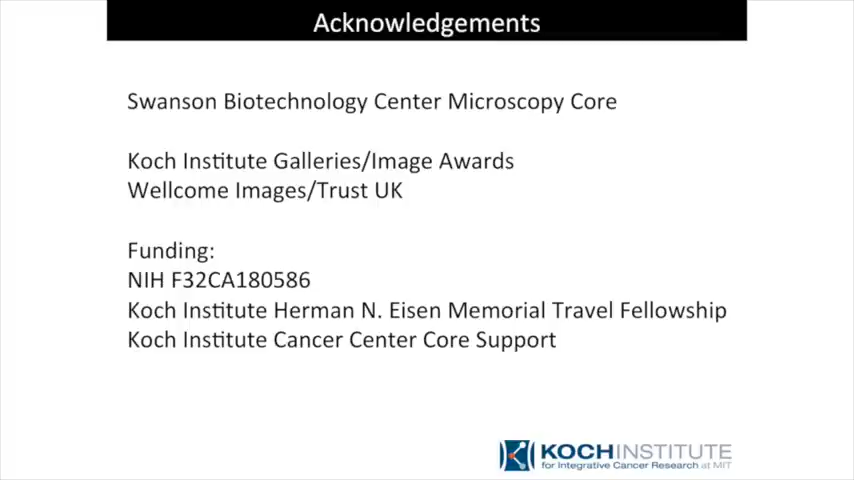 Acknowledgements
Swanson Biotechnology Center Microscopy Core
Koch Institute Galleries/Image Awards
Wellcome Images/Trust UK
Funding:
NIH F32CA180586
Koch Institute Herman N. Eisen Memorial Travel Fellowship
Koch Institute Cancer Center Core Support
KOCH INSTITUTE
for Integrative Cancer Research at MIT